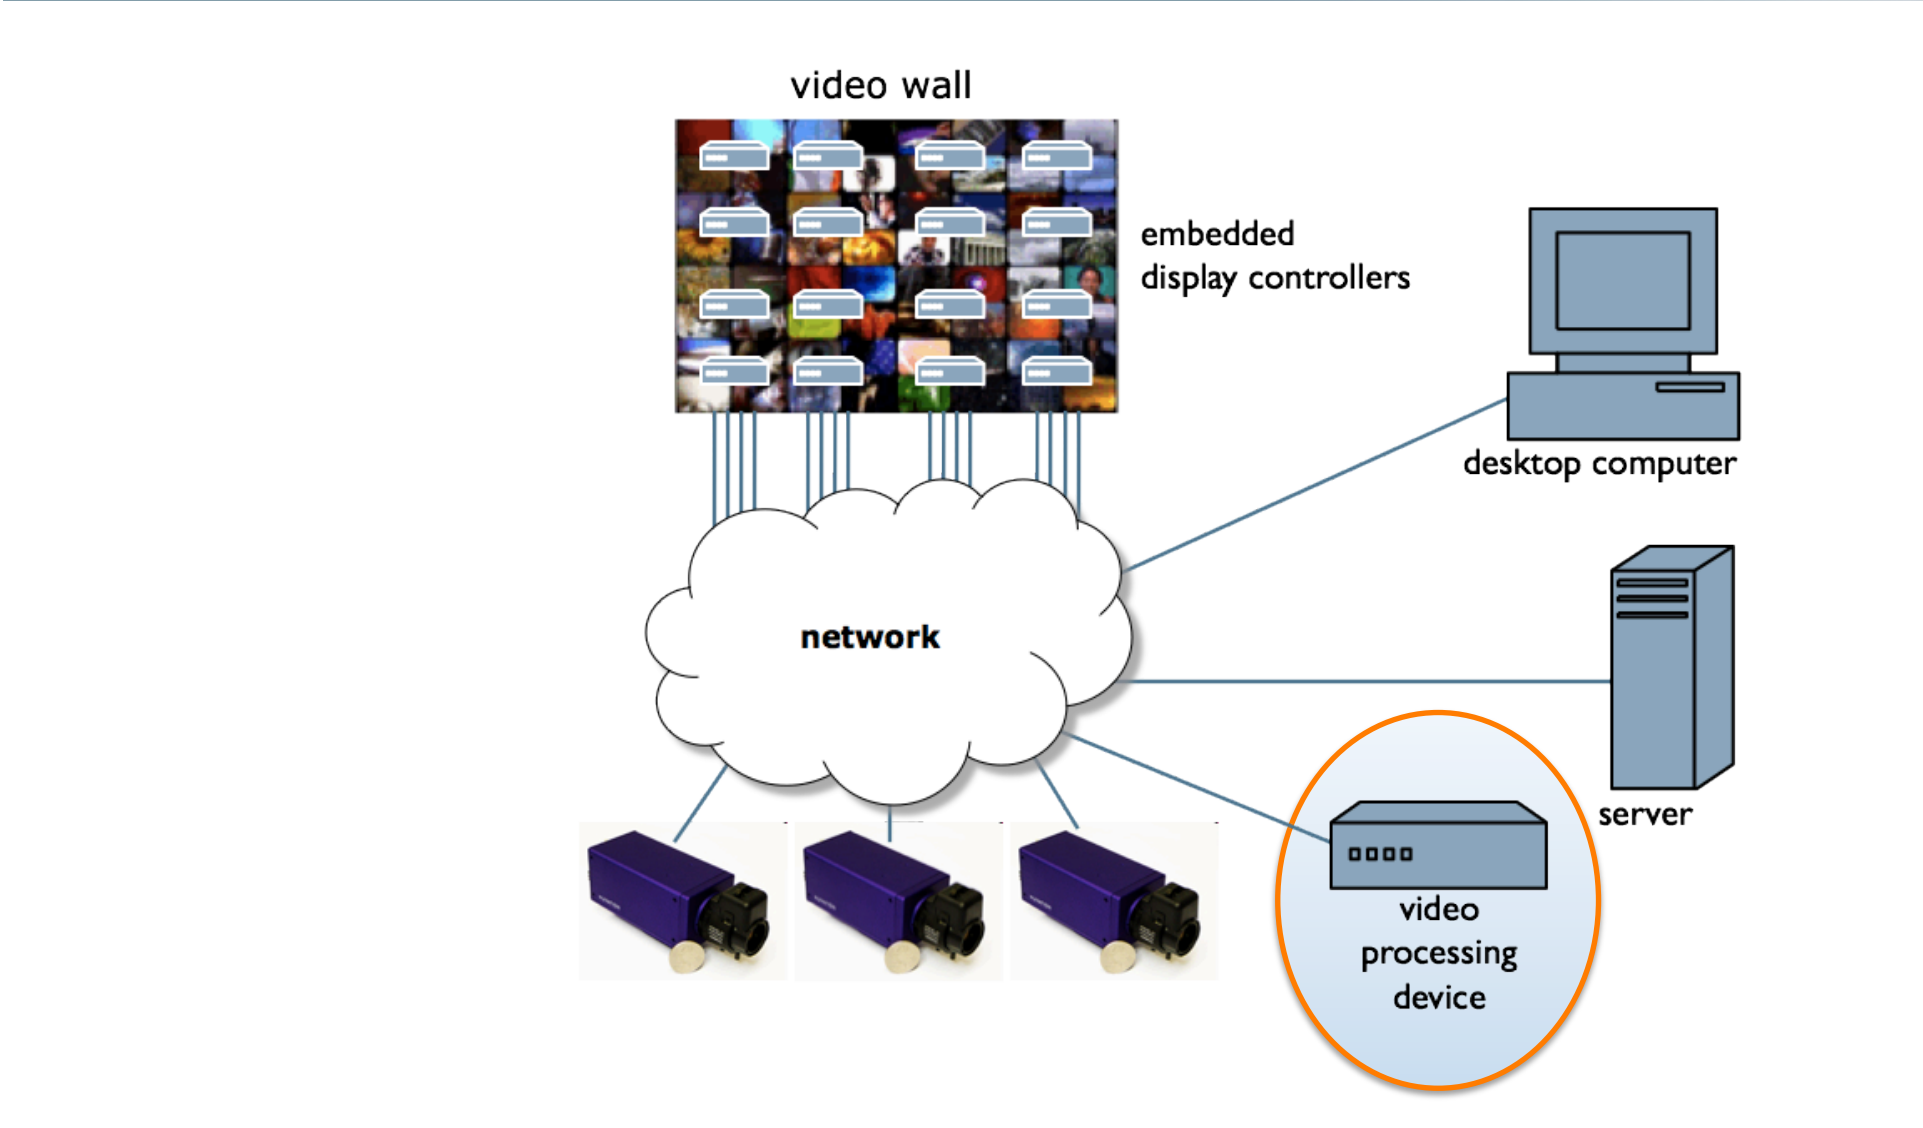 video wall
embedded
display controllers
desktop computer
network
server
video
processing
device